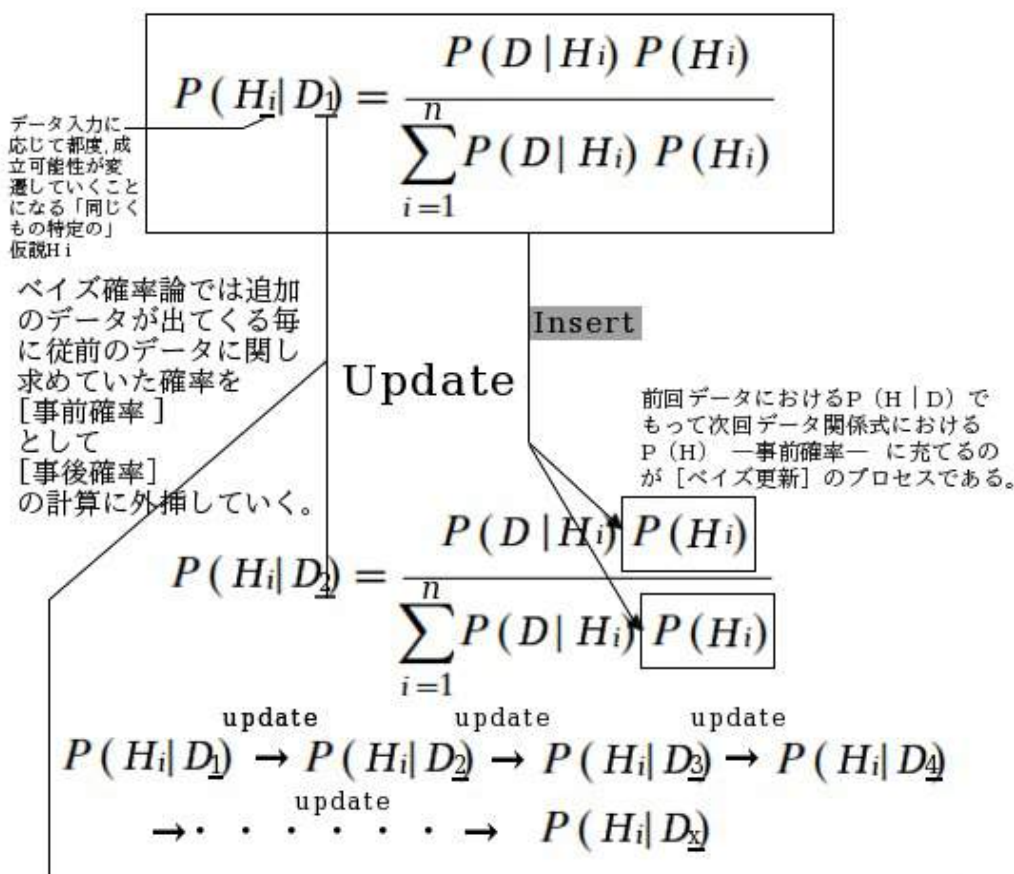 P(Hi|D1) = P(D|Hi) P(Hi) / n ∑ i=1 P(D|Hi) P(Hi)
データ入力に
応じて都度,成
立可能性が変
遷していくこと
になる「同じく
もの特定の」
仮説Hi
ベイズ確率論では追加
のデータが出てくる毎
に従前のデータに関し
求めていた確率を
[事前確率]
として
[事後確率]
の計算に外挿していく。
Insert
Update
前回データにおけるP(H|D)で
もって次回データ関係式における
P(H) ―事前確率― に充てるの
が[ベイズ更新]のプロセスである。
P(Hi|D2) = P(D|Hi) P(Hi) / n ∑ i=1 P(D|Hi) P(Hi)
update update update
P(Hi|D1) → P(Hi|D2) → P(Hi|D3) → P(Hi|D4)
update
→・・・・・・→ P(Hi|Dx)